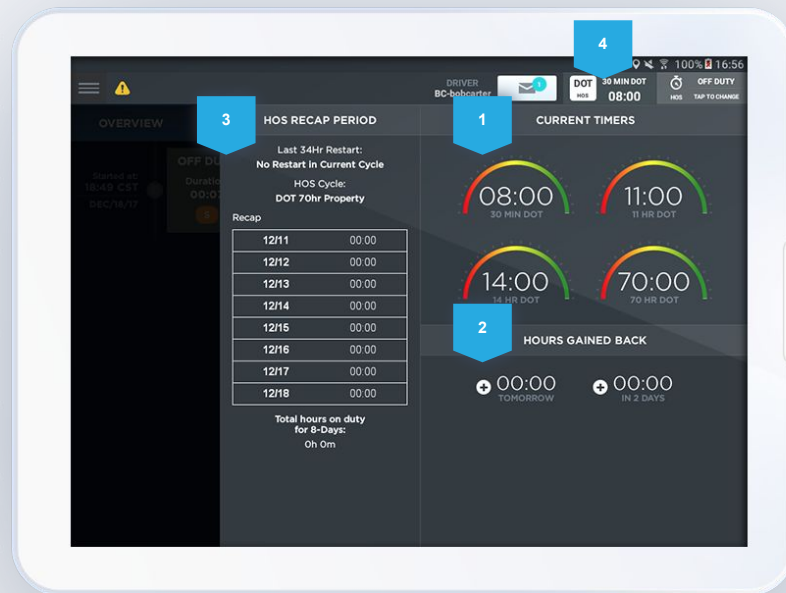 4
100% 16:56
DRIVER
BC-bobcarter
1
DOT
HOS
30 MIN DOT
08:00
HOS
OFF DUTY
TAP TO CHANGE
OVERVIEW
Started at:
16:49 CST
DEC/18/17
OFF DU
Duratio
00:07
3
HOS RECAP PERIOD
Last 34Hr Restart:
No Restart in Current Cycle
HOS Cycle:
DOT 70hr Property
Recap
12/11 00:00
12/12 00:00
12/13 00:00
12/14 00:00
12/15 00:00
12/16 00:00
12/17 00:00
12/18 00:00
Total hours on duty
for 8-Days:
0h 0m
1
CURRENT TIMERS
08:00
30 MIN DOT
11:00
11 HR DOT
14:00
14 HR DOT
70:00
70 HR DOT
2
HOURS GAINED BACK
00:00
TOMORROW
00:00
IN 2 DAYS